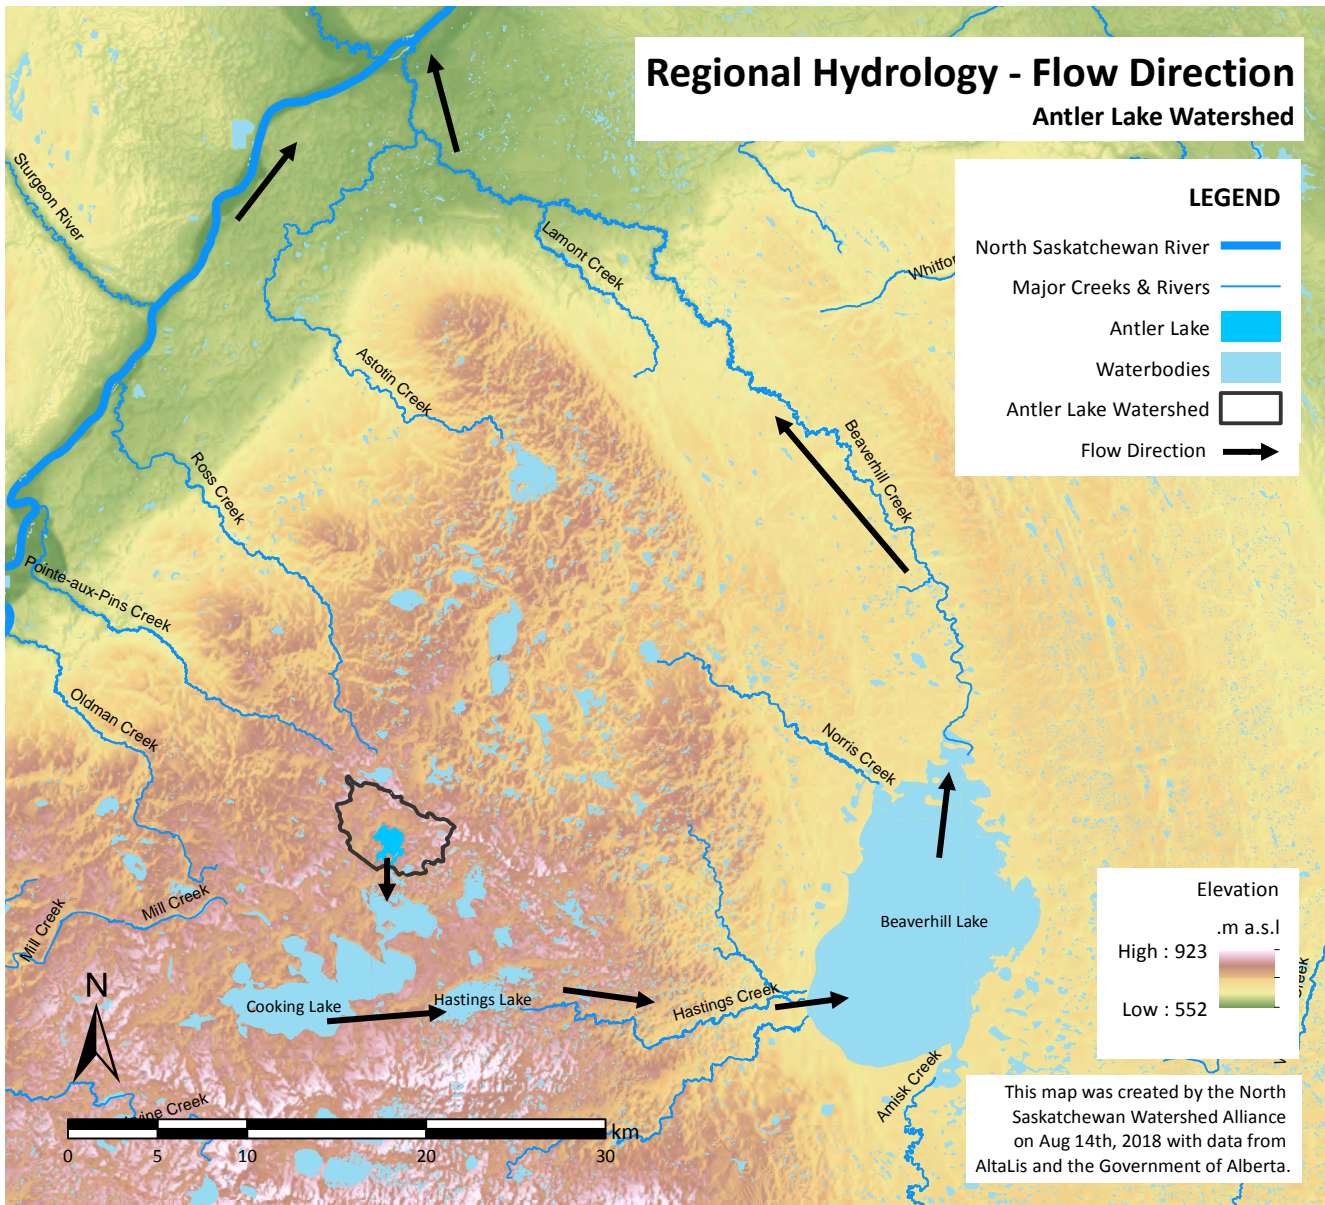 Regional Hydrology - Flow Direction
Antler Lake Watershed
LEGEND
North Saskatchewan River
Major Creeks & Rivers
Antler Lake
Waterbodies
Antler Lake Watershed
Flow Direction
Sturgeon River
Lamont Creek
Whitfor
Astotin Creek
Beaverhill Creek
Ross Creek
Pointe-aux-Pins Creek
Oldman Creek
Norris Creek
Mill Creek
Mill Creek
Beaverhill Lake
Cooking Lake
Hastings Lake
Hastings Creek
Amisk Creek
Creek
Elevation
.m a.s.l
High : 923
Low : 552
N
km
0 5 10 20 30
This map was created by the North
Saskatchewan Watershed Alliance
on Aug 14th, 2018 with data from
AltaLis and the Government of Alberta.